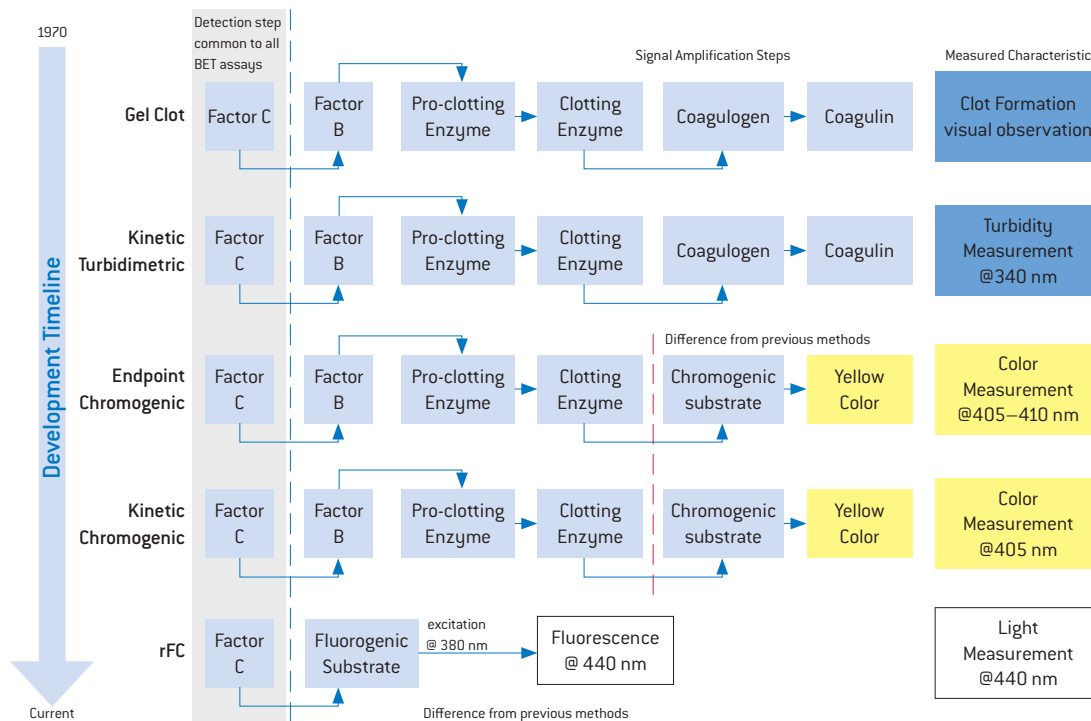 1970
Development Timeline
Current
Detection step
common to all
BET assays
Signal Amplification Steps
Measured Characteristic
Gel Clot
Factor C
Factor
B
Pro-clotting
Enzyme
Clotting
Enzyme
Coagulogen
Coagulin
Clot Formation
visual observation
Kinetic
Turbidimetric
Factor
C
Factor
B
Pro-clotting
Enzyme
Clotting
Enzyme
Coagulogen
Coagulin
Turbidity
Measurement
@340 nm
Difference from previous methods
Endpoint
Chromogenic
Factor
C
Factor
B
Pro-clotting
Enzyme
Clotting
Enzyme
Chromogenic
substrate
Yellow
Color
Color
Measurement
@405–410 nm
Kinetic
Chromogenic
Factor
C
Factor
B
Pro-clotting
Enzyme
Clotting
Enzyme
Chromogenic
substrate
Yellow
Color
Color
Measurement
@405 nm
rFC
Factor
C
Fluorogenic
Substrate
excitation
@ 380 nm
Fluorescence
@ 440 nm
Light
Measurement
@440 nm
Difference from previous methods